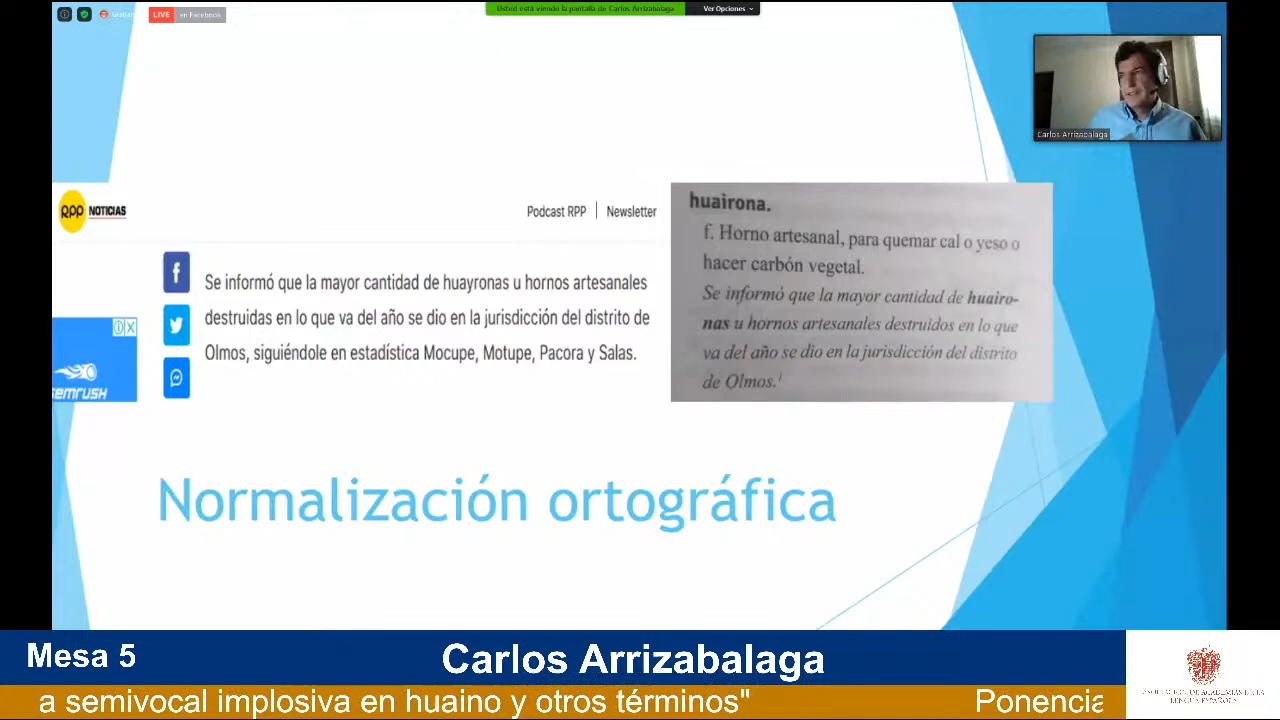 LIVE en Facebook
Usted está viendo la pantalla de Carlos Arrizabalaga
Ver Opciones
Carlos Arrizabalaga
RPP NOTICIAS
Podcast RPP | Newsletter
Se informó que la mayor cantidad de huayronas u hornos artesanales
destruidas en lo que va del año se dio en la jurisdicción del distrito de
Olmos, siguiéndole en estadística Mocupe, Motupe, Pacora y Salas.
SEMRUSH
huairona.
f. Horno artesanal, para quemar cal o yeso o
hacer carbón vegetal.
Se informó que la mayor cantidad de huairo-
nas u hornos artesanales destruidos en lo que
va del año se dio en la jurisdicción del distrito
de Olmos.
Normalización ortográfica
Mesa 5
Carlos Arrizabalaga
a semivocal implosiva en huaino y otros términos"
Ponencia
LENGUA ESPAÑOLA